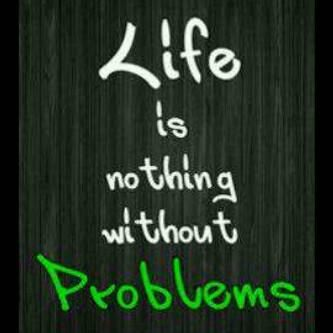 Life
is
nothing
without
Problems